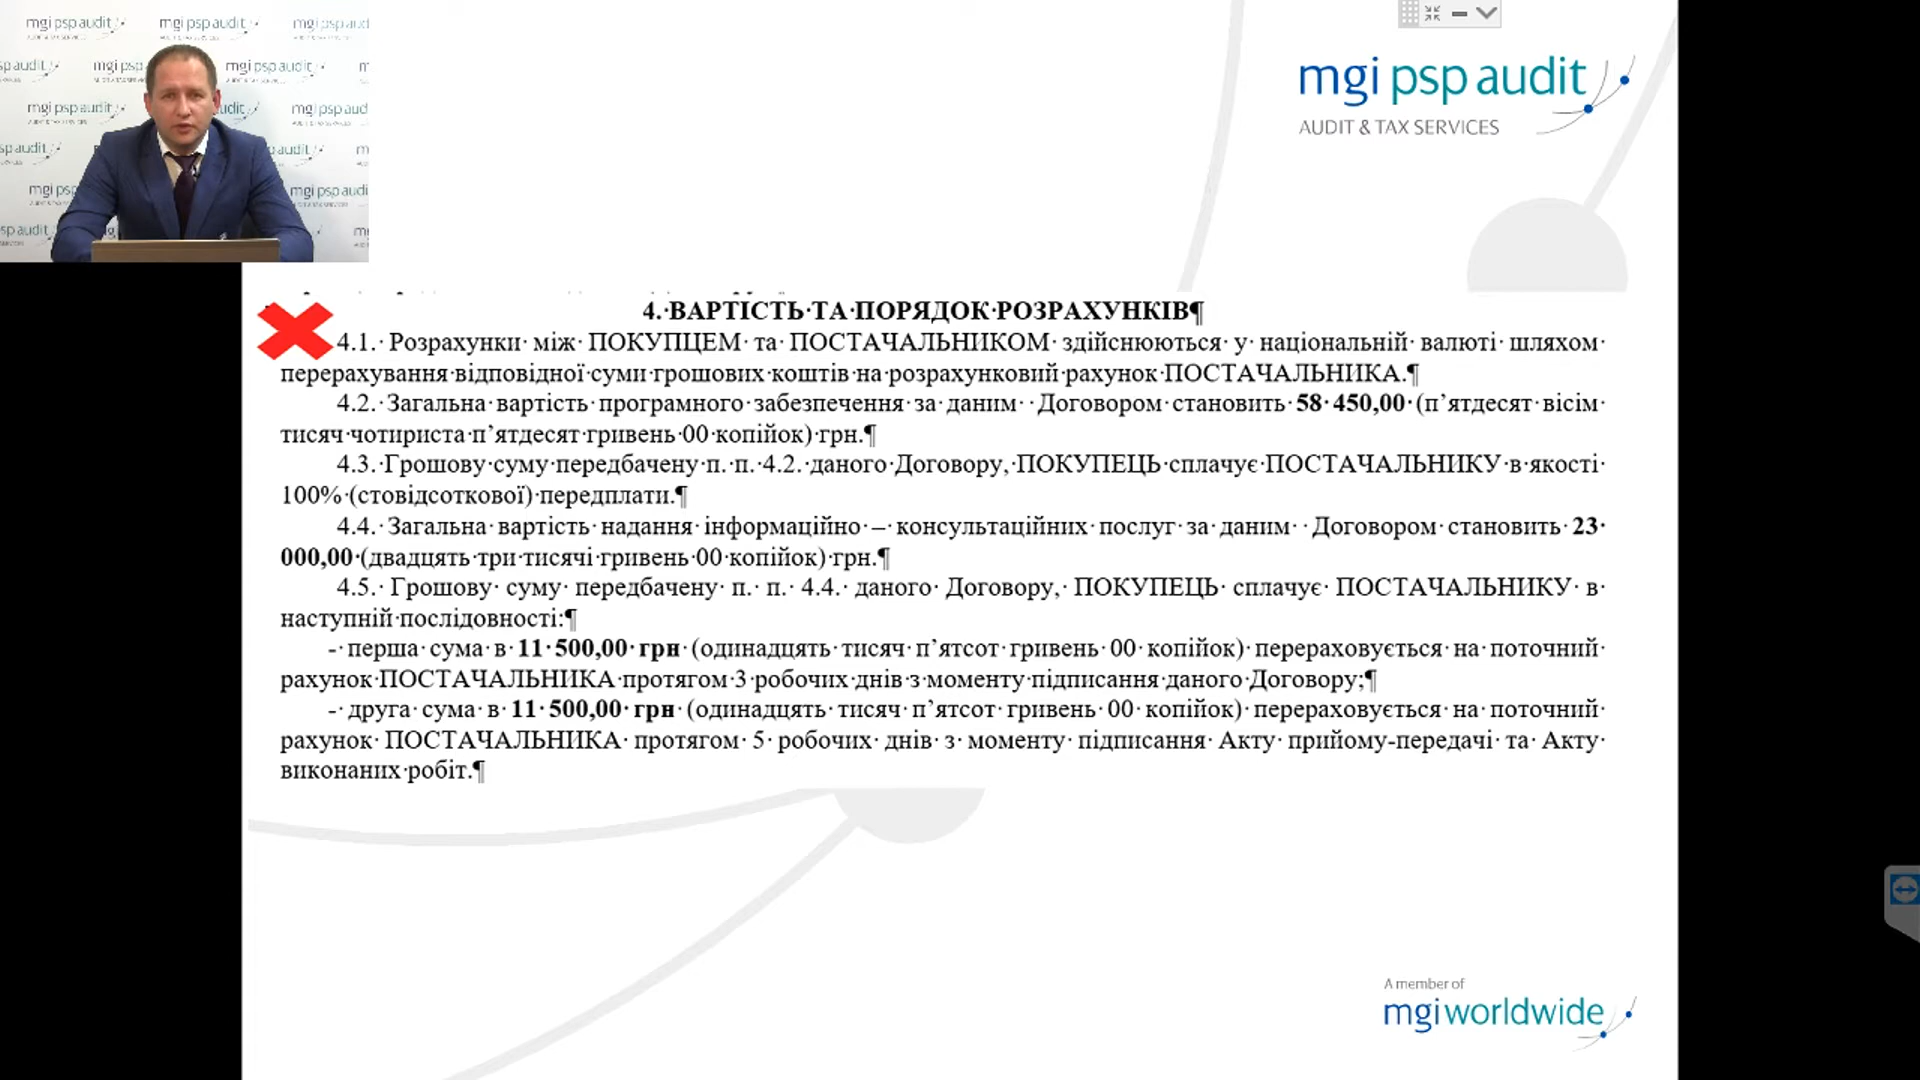 mgi psp audit
AUDIT & TAX SERVICES
4. ВАРТІСТЬ ТА ПОРЯДОК РОЗРАХУНКІВ¶
4.1. Розрахунки між ПОКУПЦЕМ та ПОСТАЧАЛЬНИКОМ здійснюються у національній валюті шляхом
перерахування відповідної суми грошових коштів на розрахунковий рахунок ПОСТАЧАЛЬНИКА.¶
4.2. Загальна вартість програмного забезпечення за даним Договором становить 58 450,00 (п’ятдесят вісім
тисяч чотириста п’ятдесят гривень 00 копійок) грн.¶
4.3. Грошову суму передбачену п. п. 4.2. даного Договору, ПОКУПЕЦЬ сплачує ПОСТАЧАЛЬНИКУ в якості
100% (стовідсоткової) передплати.¶
4.4. Загальна вартість надання інформаційно – консультаційних послуг за даним Договором становить 23
000,00 (двадцять три тисячі гривень 00 копійок) грн.¶
4.5. Грошову суму передбачену п. п. 4.4. даного Договору, ПОКУПЕЦЬ сплачує ПОСТАЧАЛЬНИКУ в
наступній послідовності:¶
- перша сума в 11 500,00 грн (одинадцять тисяч п’ятсот гривень 00 копійок) перераховується на поточний
рахунок ПОСТАЧАЛЬНИКА протягом 3 робочих днів з моменту підписання даного Договору;¶
- друга сума в 11 500,00 грн (одинадцять тисяч п’ятсот гривень 00 копійок) перераховується на поточний
рахунок ПОСТАЧАЛЬНИКА протягом 5 робочих днів з моменту підписання Акту прийому-передачі та Акту
виконаних робіт.¶
A member of
mgi worldwide